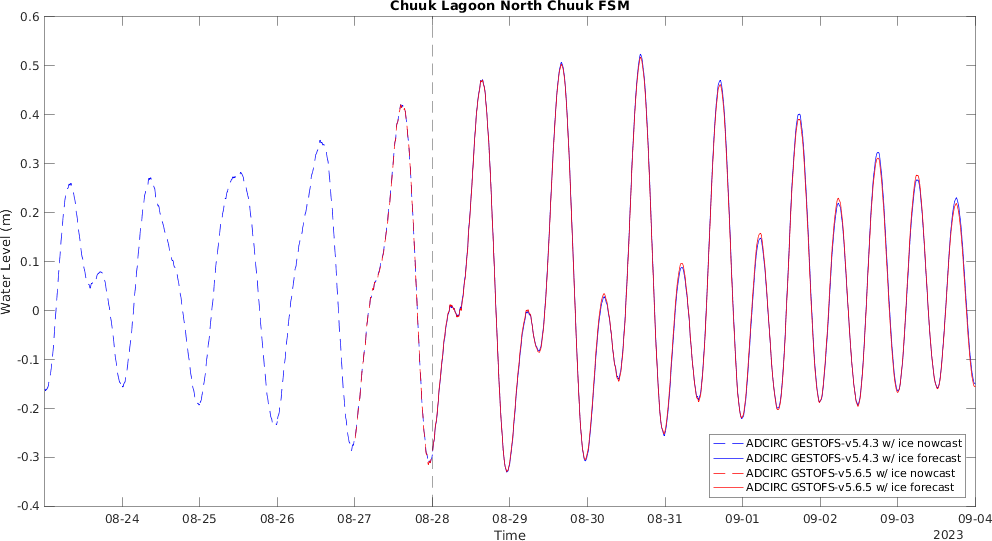 Chuuk Lagoon North Chuuk FSM
0.6
0.5
0.4
0.3
0.2
0.1
0
-0.1
-0.2
-0.3
-0.4
Water Level (m)
ADCIRC GESTOFS-v5.4.3 w/ ice nowcast
ADCIRC GESTOFS-v5.4.3 w/ ice forecast
ADCIRC GSTOFS-v5.6.5 w/ ice nowcast
ADCIRC GSTOFS-v5.6.5 w/ ice forecast
08-24 08-25 08-26 08-27 08-28 08-29 08-30 08-31 09-01 09-02 09-03 09-04
Time
2023